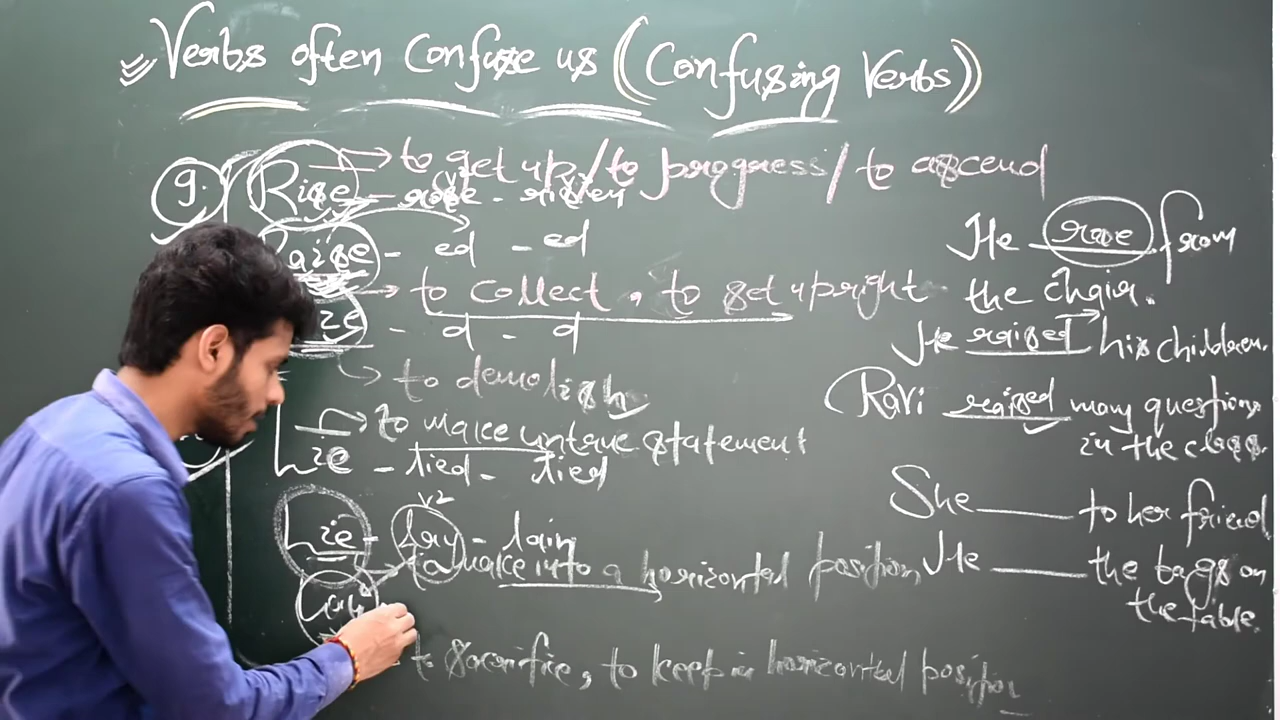 Verbs often Confuse us (Confusing Verbs)
9. Rise → to get up/to progress/to ascend
- rose - risen
Raise - ed - ed
→ to collect, to set upright
- d - d
→ to demolish
→ to make untrue statement
Lie - lied - lied
v2
Lie - lay - lain
→ to make into a horizontal position
Lay
to sacrifice, to keep in horizontal position
He rose from
the chair.
He raised his children.
Ravi raised many questions
in the class.
She ______ to her friend
He ______ the bags on
the table.